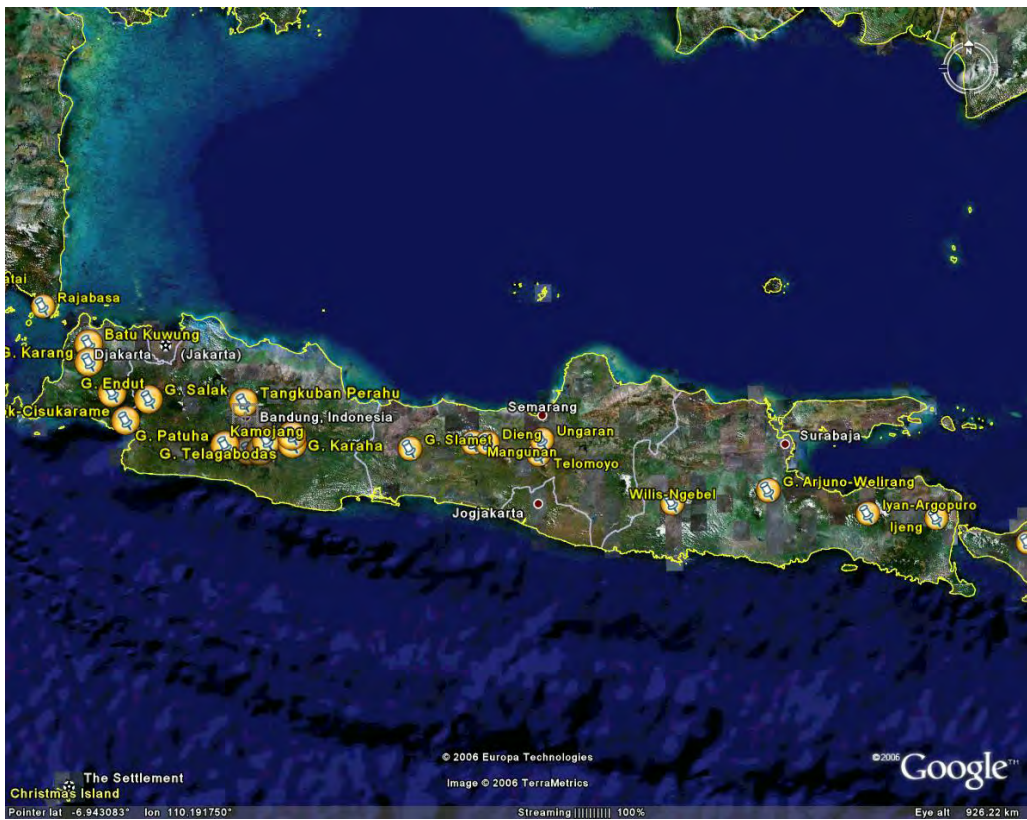 N
atai
Rajabasa
Batu Kuwung
G. Karang
Djakarta
(Jakarta)
G. Endut
G. Salak
Tangkuban Perahu
ok-Cisukarame
Bandung, Indonesia
G. Patuha
Kamojang
G. Telagabodas
G. Karaha
G. Slamet
Dieng
Mangunan
Semarang
Ungaran
Telomoyo
Jogjakarta
Surabaja
Wilis-Ngebel
G. Arjuno-Welirang
Iyan-Argopuro
Ijeng
The Settlement
Christmas Island
© 2006 Europa Technologies
Image © 2006 TerraMetrics
©2006 Google™
Pointer lat -6.943083° lon 110.191750° Streaming |||||||||| 100% Eye alt 926.22 km